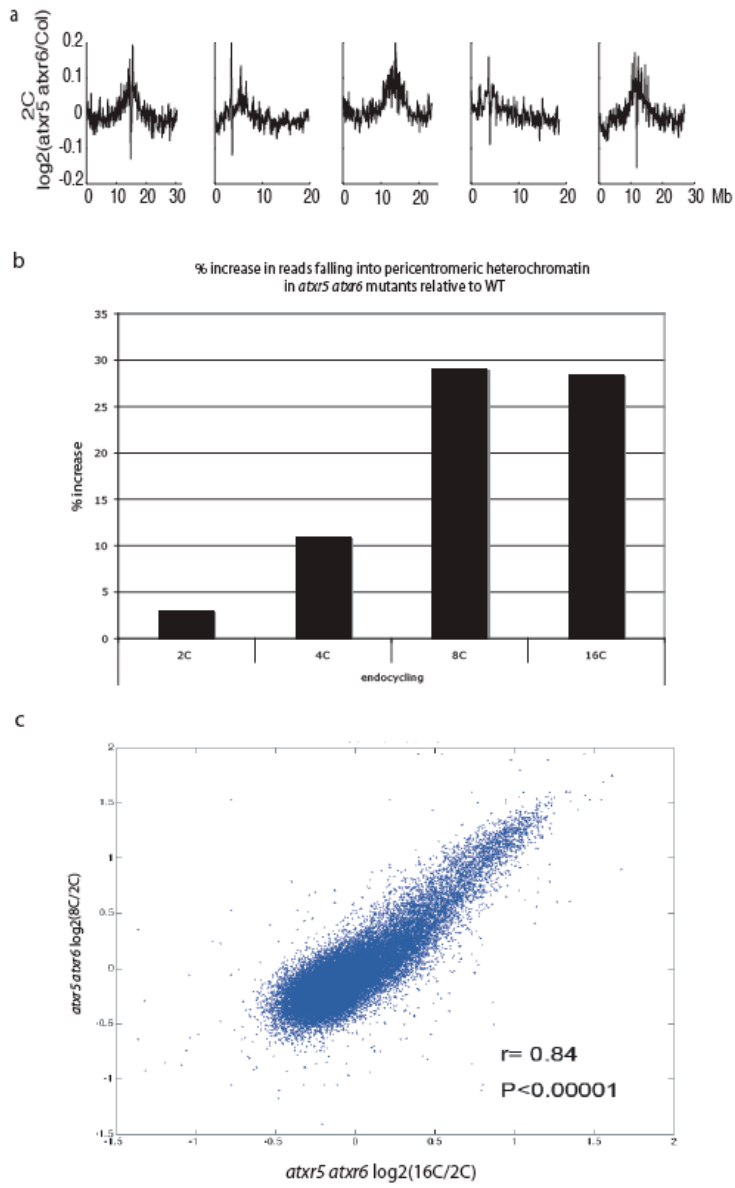 a
2C
log2(atxr5 atxr6/Col)
0.2
0.1
0
-0.1
-0.2
0 10 20 30 0 10 20 0 10 20 0 10 20 0 10 20 30 Mb
b
% increase in reads falling into pericentromeric heterochromatin
in atxr5 atxr6 mutants relative to WT
% increase
35
30
25
20
15
10
5
0
2C 4C 8C 16C
endocycling
c
atxr5 atxr6 log2(8C/2C)
2
1.5
1
0.5
0
-0.5
-1
-1.5
r= 0.84
P<0.00001
-1.5 -1 -0.5 0 0.5 1 1.5 2
atxr5 atxr6 log2(16C/2C)